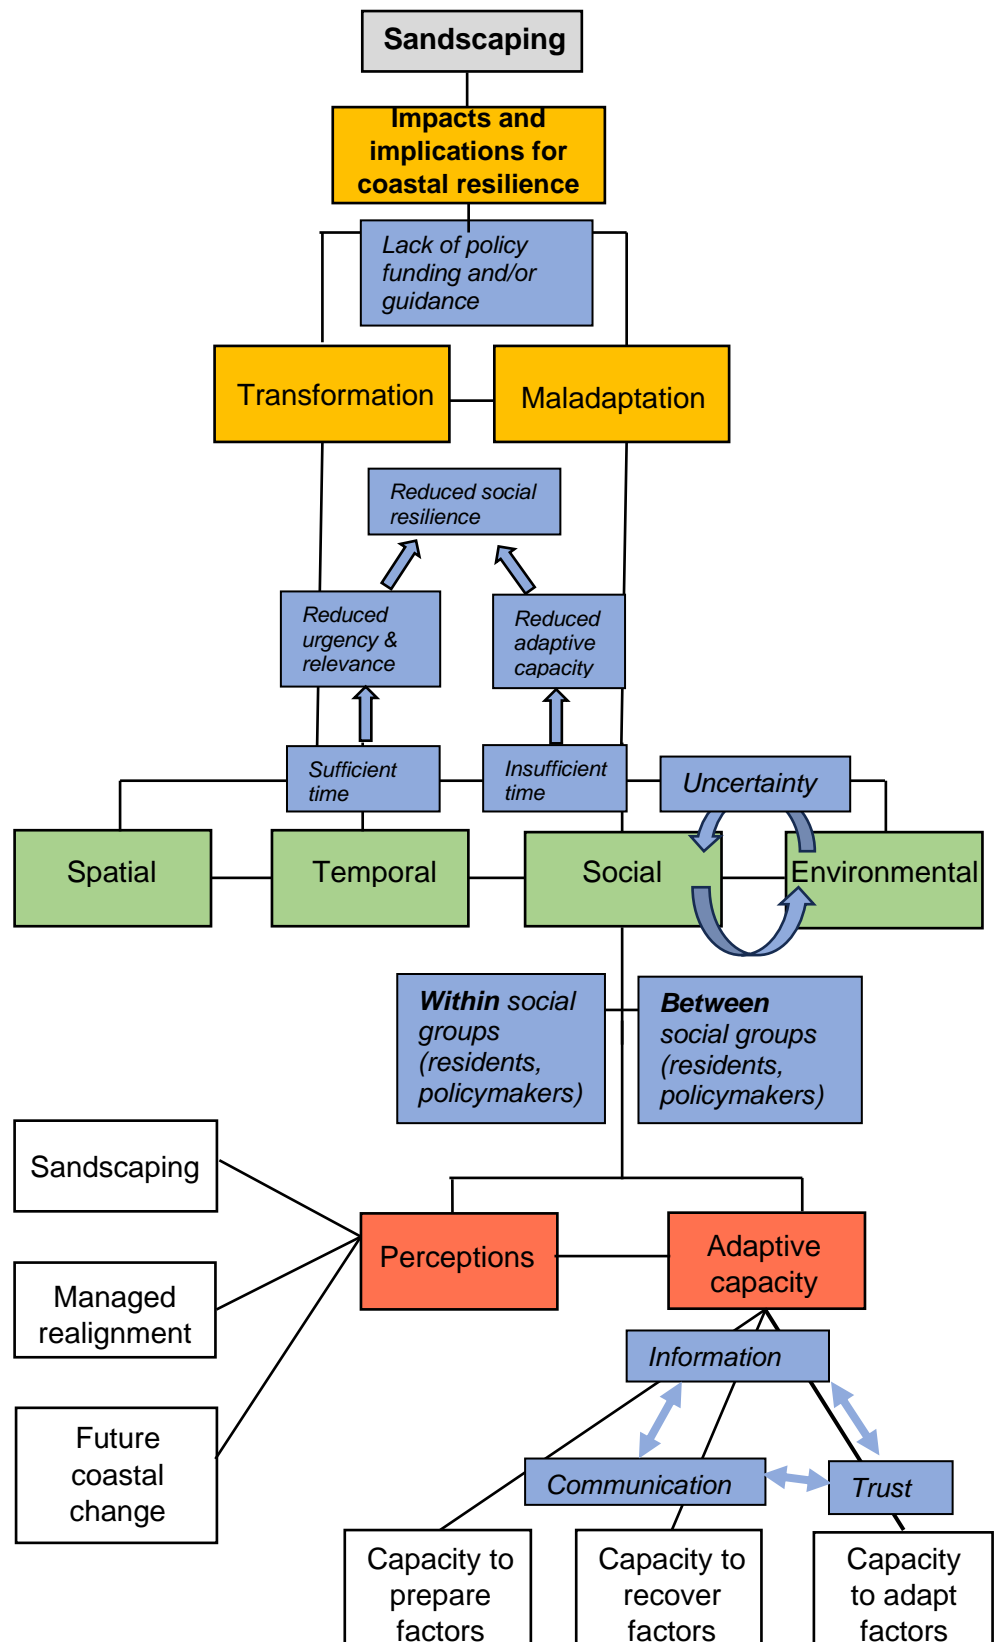 Sandscaping
Impacts and
implications for
coastal resilience
Lack of policy
funding and/or
guidance
Transformation
Maladaptation
Reduced social
resilience
Reduced
urgency &
relevance
Reduced
adaptive
capacity
Sufficient
time
Insufficient
time
Uncertainty
Spatial
Temporal
Social
Environmental
Within social
groups
(residents,
policymakers)
Between
social groups
(residents,
policymakers)
Sandscaping
Managed
realignment
Future
coastal
change
Perceptions
Adaptive
capacity
Information
Communication
Trust
Capacity to
prepare
factors
Capacity to
recover
factors
Capacity
to adapt
factors